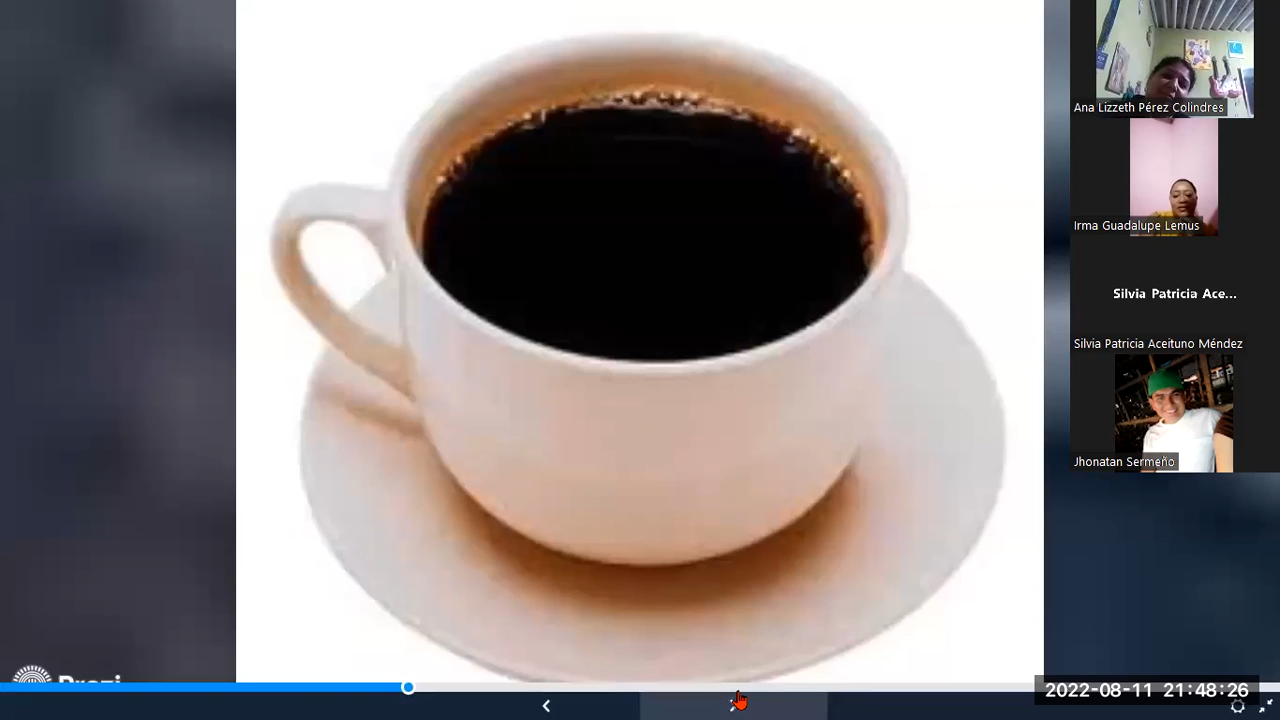 Ana Lizzeth Pérez Colindres
Irma Guadalupe Lemus
Silvia Patricia Ace...
Silvia Patricia Aceituno Méndez
Jhonatan Sermeño
Prezi
2022-08-11 21:48:26